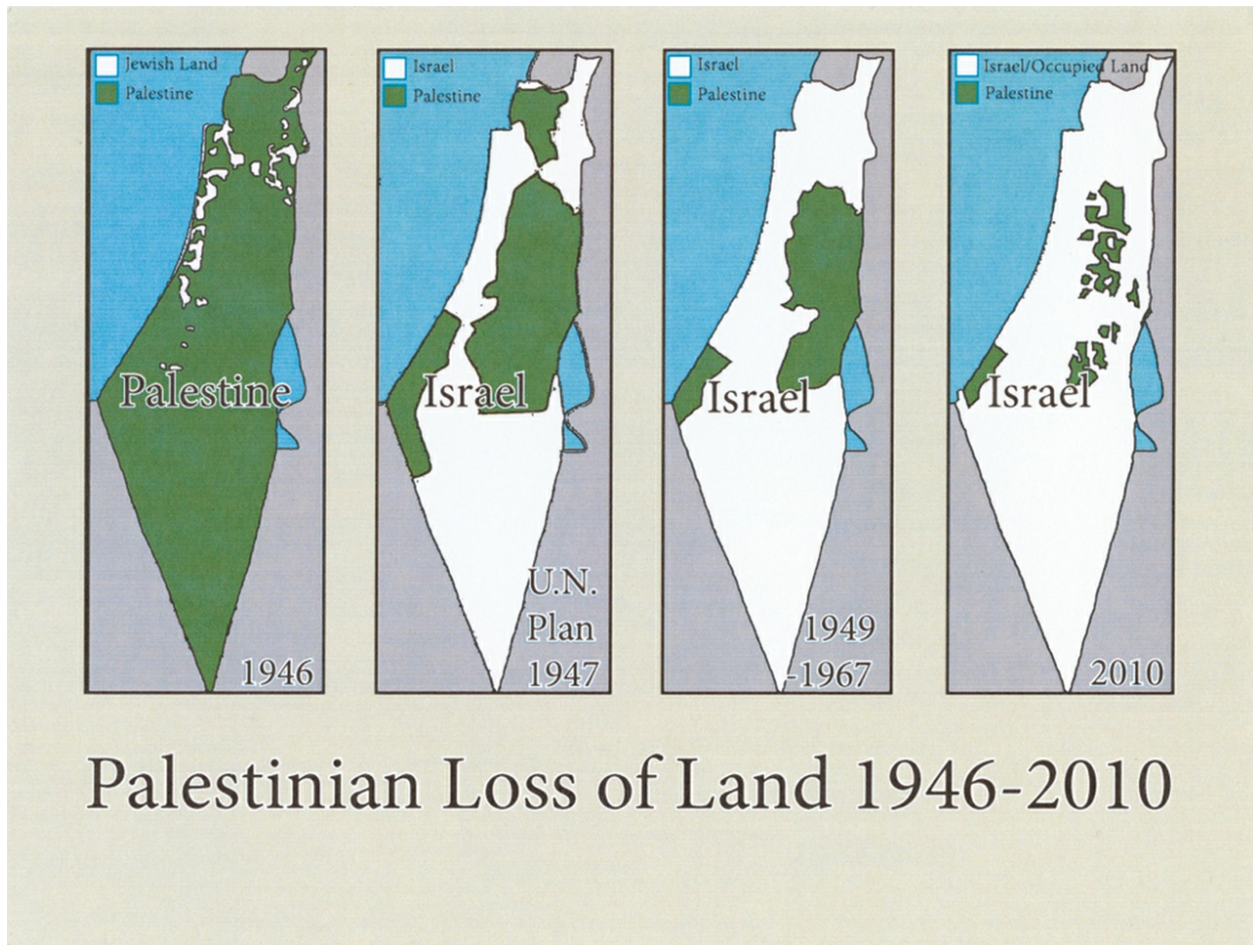 Jewish Land
Palestine
Palestine
1946
Israel
Palestine
Israel
U.N.
Plan
1947
Israel
Palestine
Israel
1949
-1967
Israel/Occupied Land
Palestine
Israel
2010
Palestinian Loss of Land 1946-2010